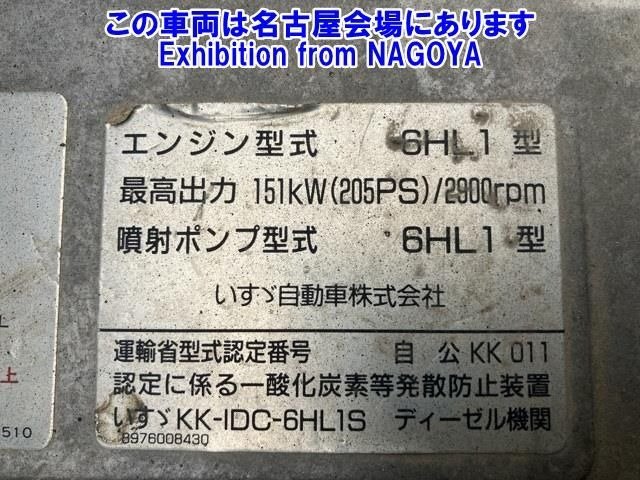 この車両は名古屋会場にあります
Exhibition from NAGOYA
エンジン型式 6HL1 型
最高出力 151kW(205PS)/2900rpm
噴射ポンプ型式 6HL1 型
いすゞ自動車株式会社
運輸省型式認定番号 自 公 KK 011
認定に係る一酸化炭素等発散防止装置
いすゞKK-IDC-6HL1S ディーゼル機関
8976008430
上
510